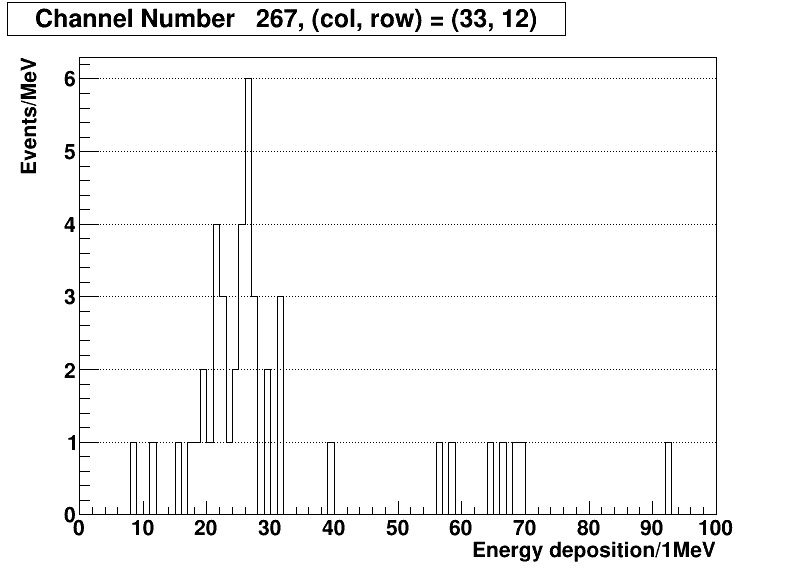 Channel Number 267, (col, row) = (33, 12)
Events/MeV
6
5
4
3
2
1
0
0 10 20 30 40 50 60 70 80 90 100
Energy deposition/1MeV